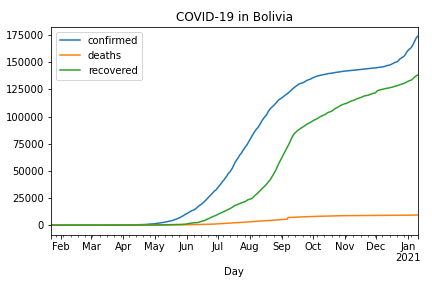 COVID-19 in Bolivia
confirmed
deaths
recovered
175000
150000
125000
100000
75000
50000
25000
0
Feb Mar Apr May Jun Jul Aug Sep Oct Nov Dec Jan
2021
Day